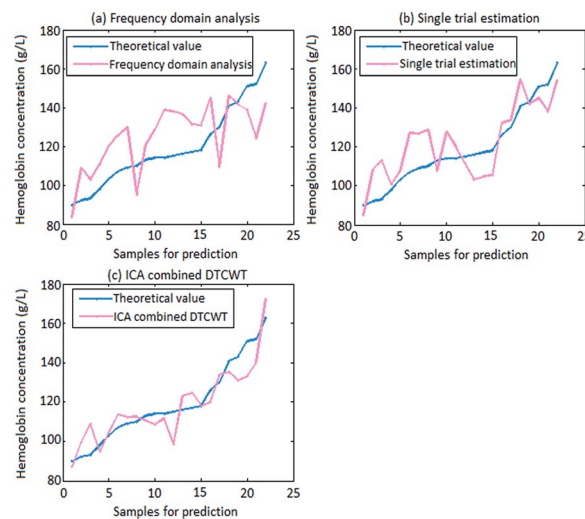 (a) Frequency domain analysis
Hemoglobin concentration (g/L)
180
160
140
120
100
80
Theoretical value
Frequency domain analysis
0 5 10 15 20 25
Samples for prediction
(b) Single trial estimation
Hemoglobin concentration (g/L)
180
160
140
120
100
80
Theoretical value
Single trial estimation
0 5 10 15 20 25
Samples for prediction
(c) ICA combined DTCWT
Hemoglobin concentration (g/L)
180
160
140
120
100
80
Theoretical value
ICA combined DTCWT
0 5 10 15 20 25
Samples for prediction